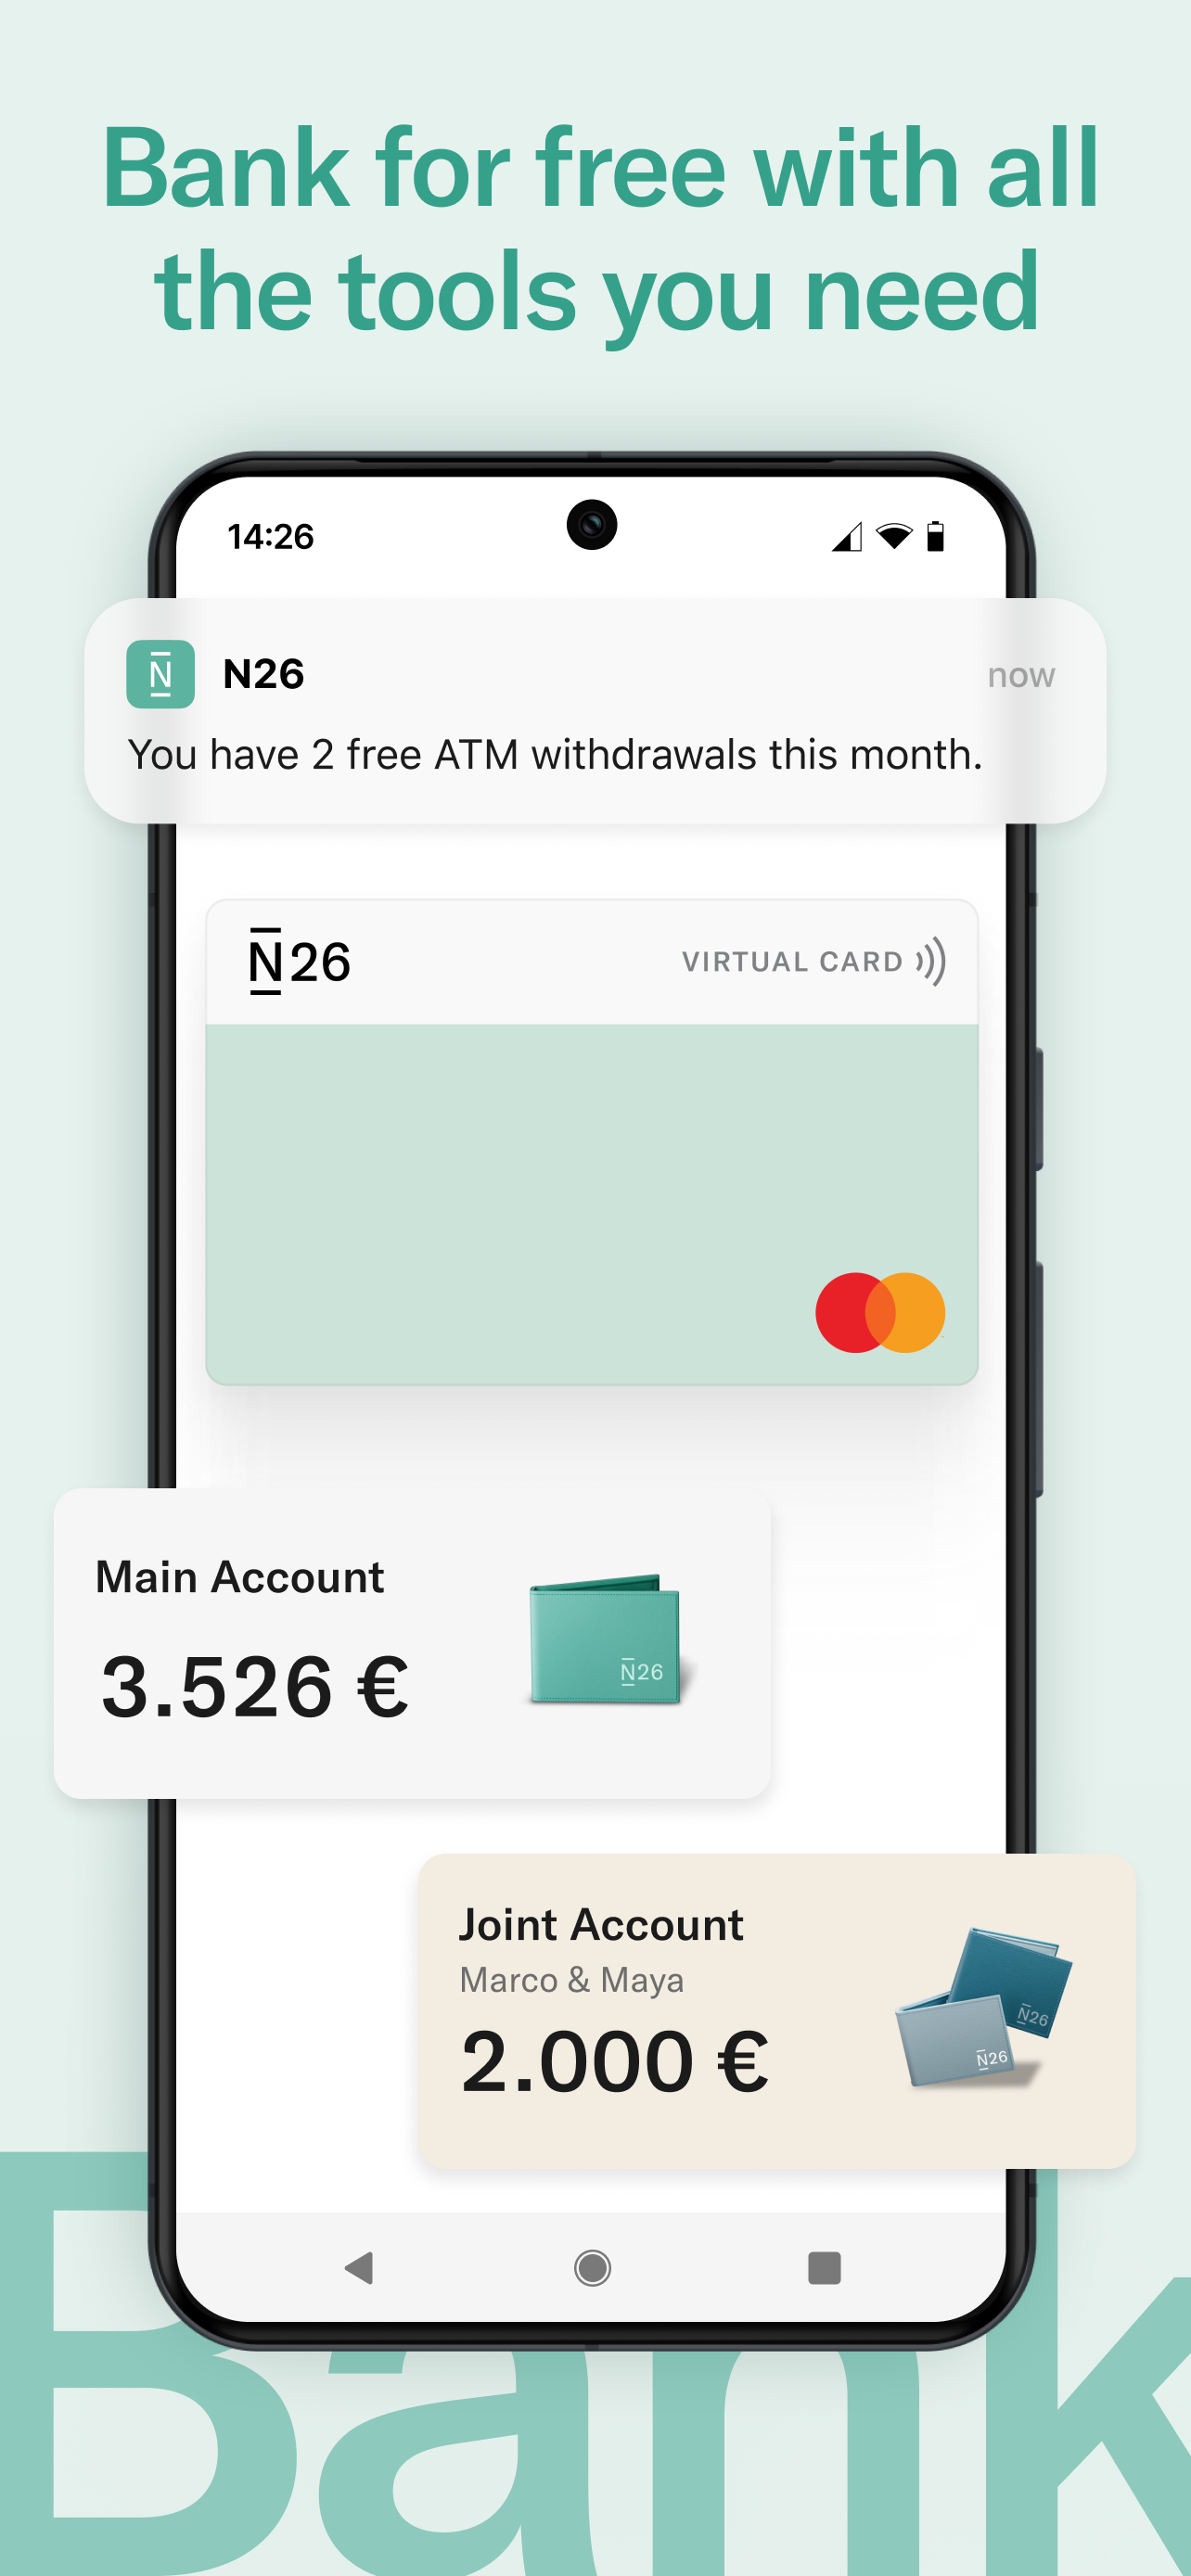 Bank for free with all
the tools you need
14:26
N
N26
now
You have 2 free ATM withdrawals this month.
N26
VIRTUAL CARD
Main Account
3.526 €
N26
Joint Account
Marco & Maya
2.000 €
N26
N26
Bank